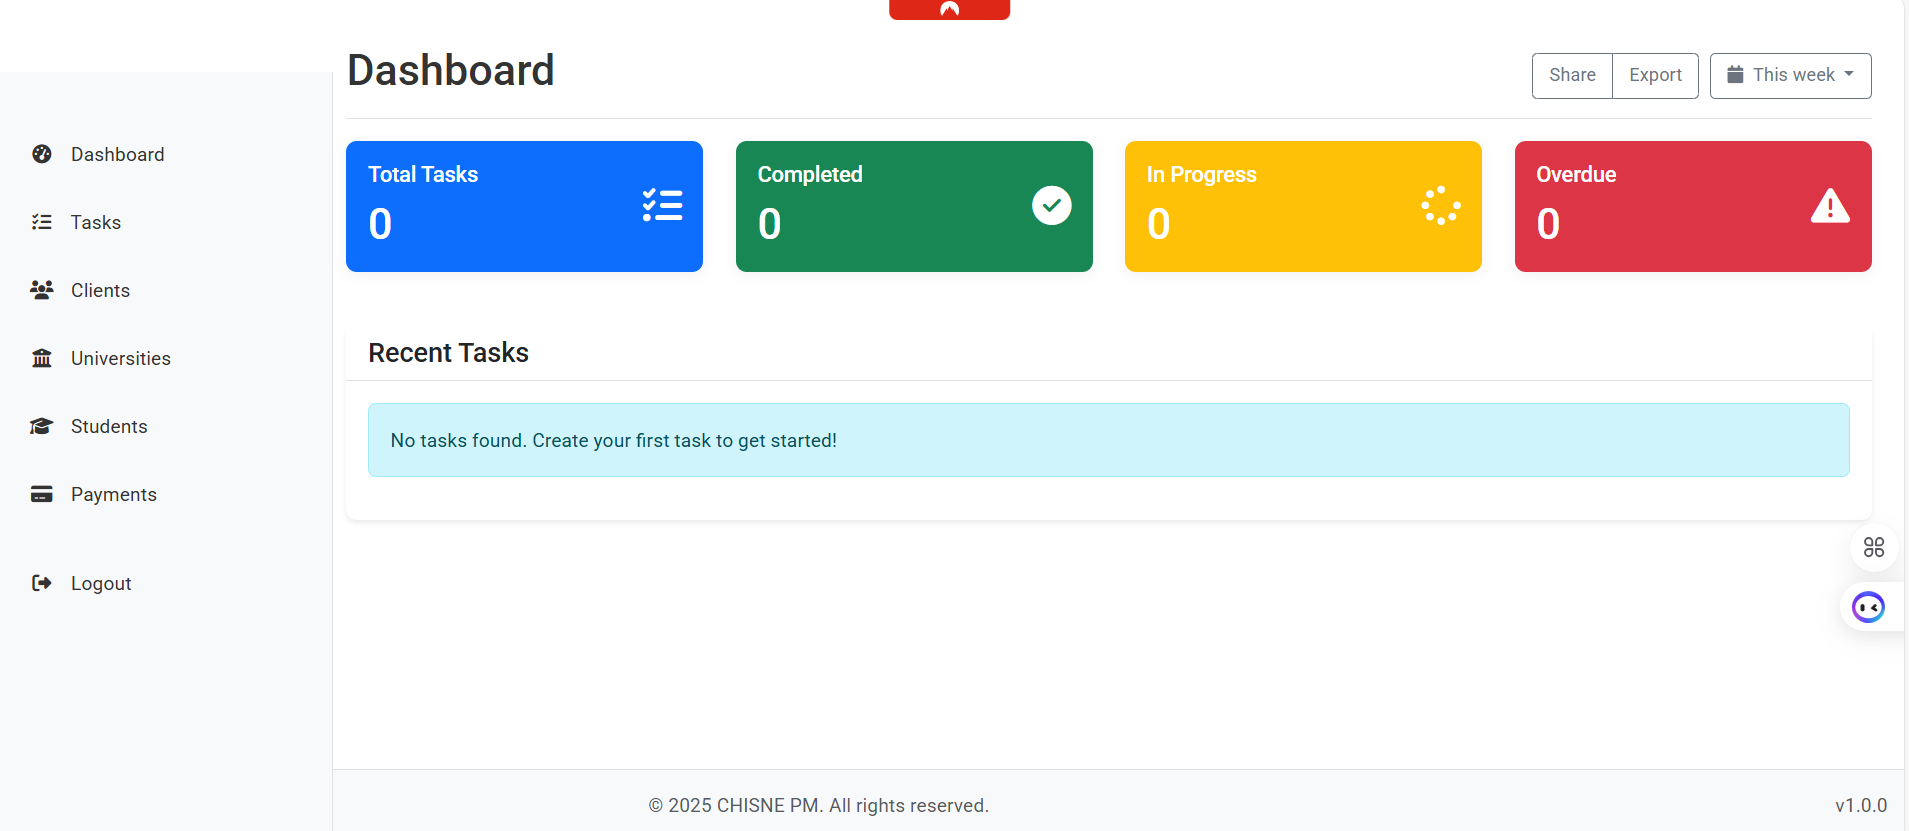 Dashboard
Share
Export
This week
Dashboard
Tasks
Clients
Universities
Students
Payments
Logout
Total Tasks
0
Completed
0
In Progress
0
Overdue
0
Recent Tasks
No tasks found. Create your first task to get started!
© 2025 CHISNE PM. All rights reserved.
v1.0.0